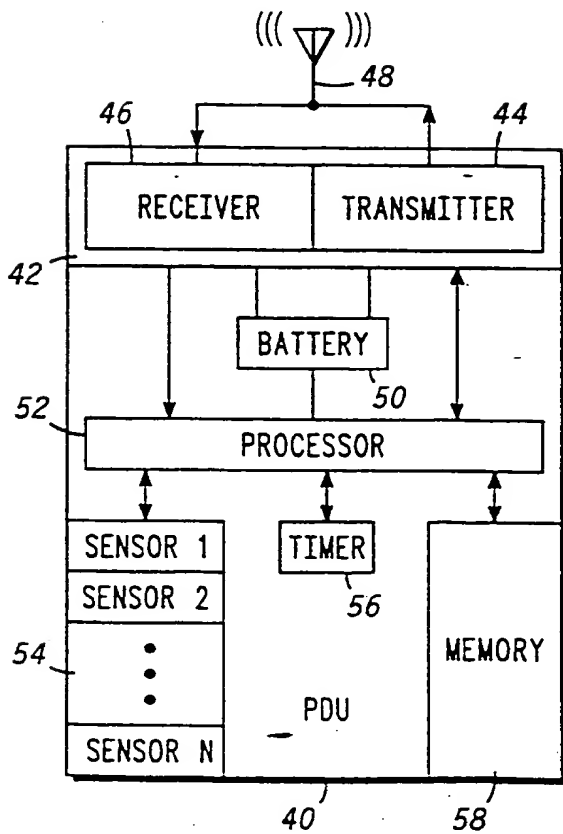 ((( )))
48
46 44
RECEIVER TRANSMITTER
42
BATTERY
50
52
PROCESSOR
SENSOR 1 TIMER
56
SENSOR 2
54 MEMORY
PDU
SENSOR N
40 58